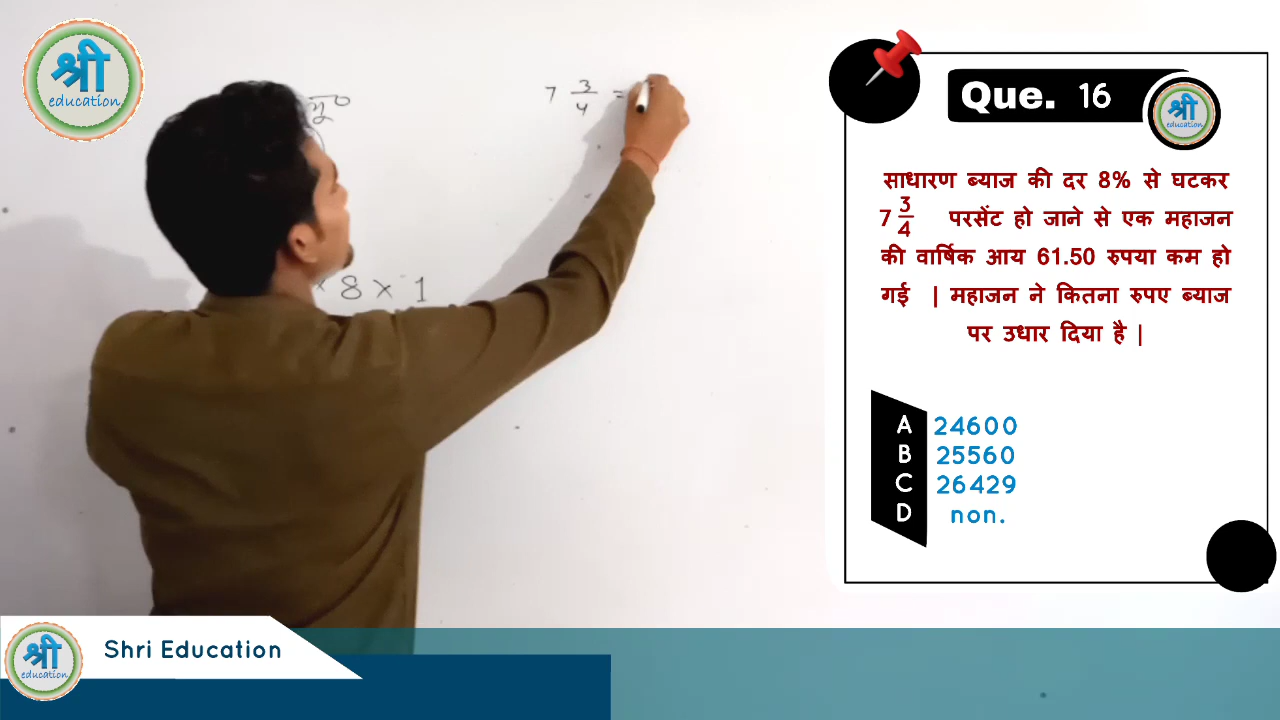 श्री
education
मू०
7 3/4 =
× 8 × 1
Que. 16
श्री
education
साधारण ब्याज की दर 8% से घटकर
7 3/4 परसेंट हो जाने से एक महाजन
की वार्षिक आय 61.50 रुपया कम हो
गई | महाजन ने कितना रुपए ब्याज
पर उधार दिया है |
A 24600
B 25560
C 26429
D non.
श्री
education
Shri Education